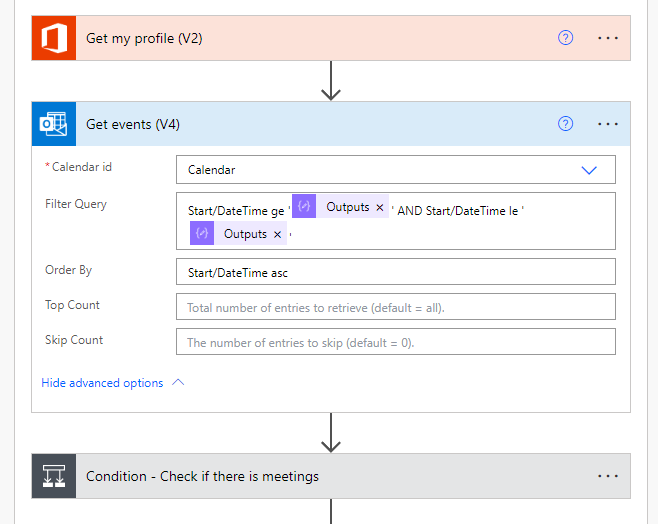 Get my profile (V2)
Get events (V4)
* Calendar id
Calendar
Filter Query
Start/DateTime ge ' Outputs × ' AND Start/DateTime le '
Outputs × '
Order By
Start/DateTime asc
Top Count
Total number of entries to retrieve (default = all).
Skip Count
The number of entries to skip (default = 0).
Hide advanced options
Condition - Check if there is meetings